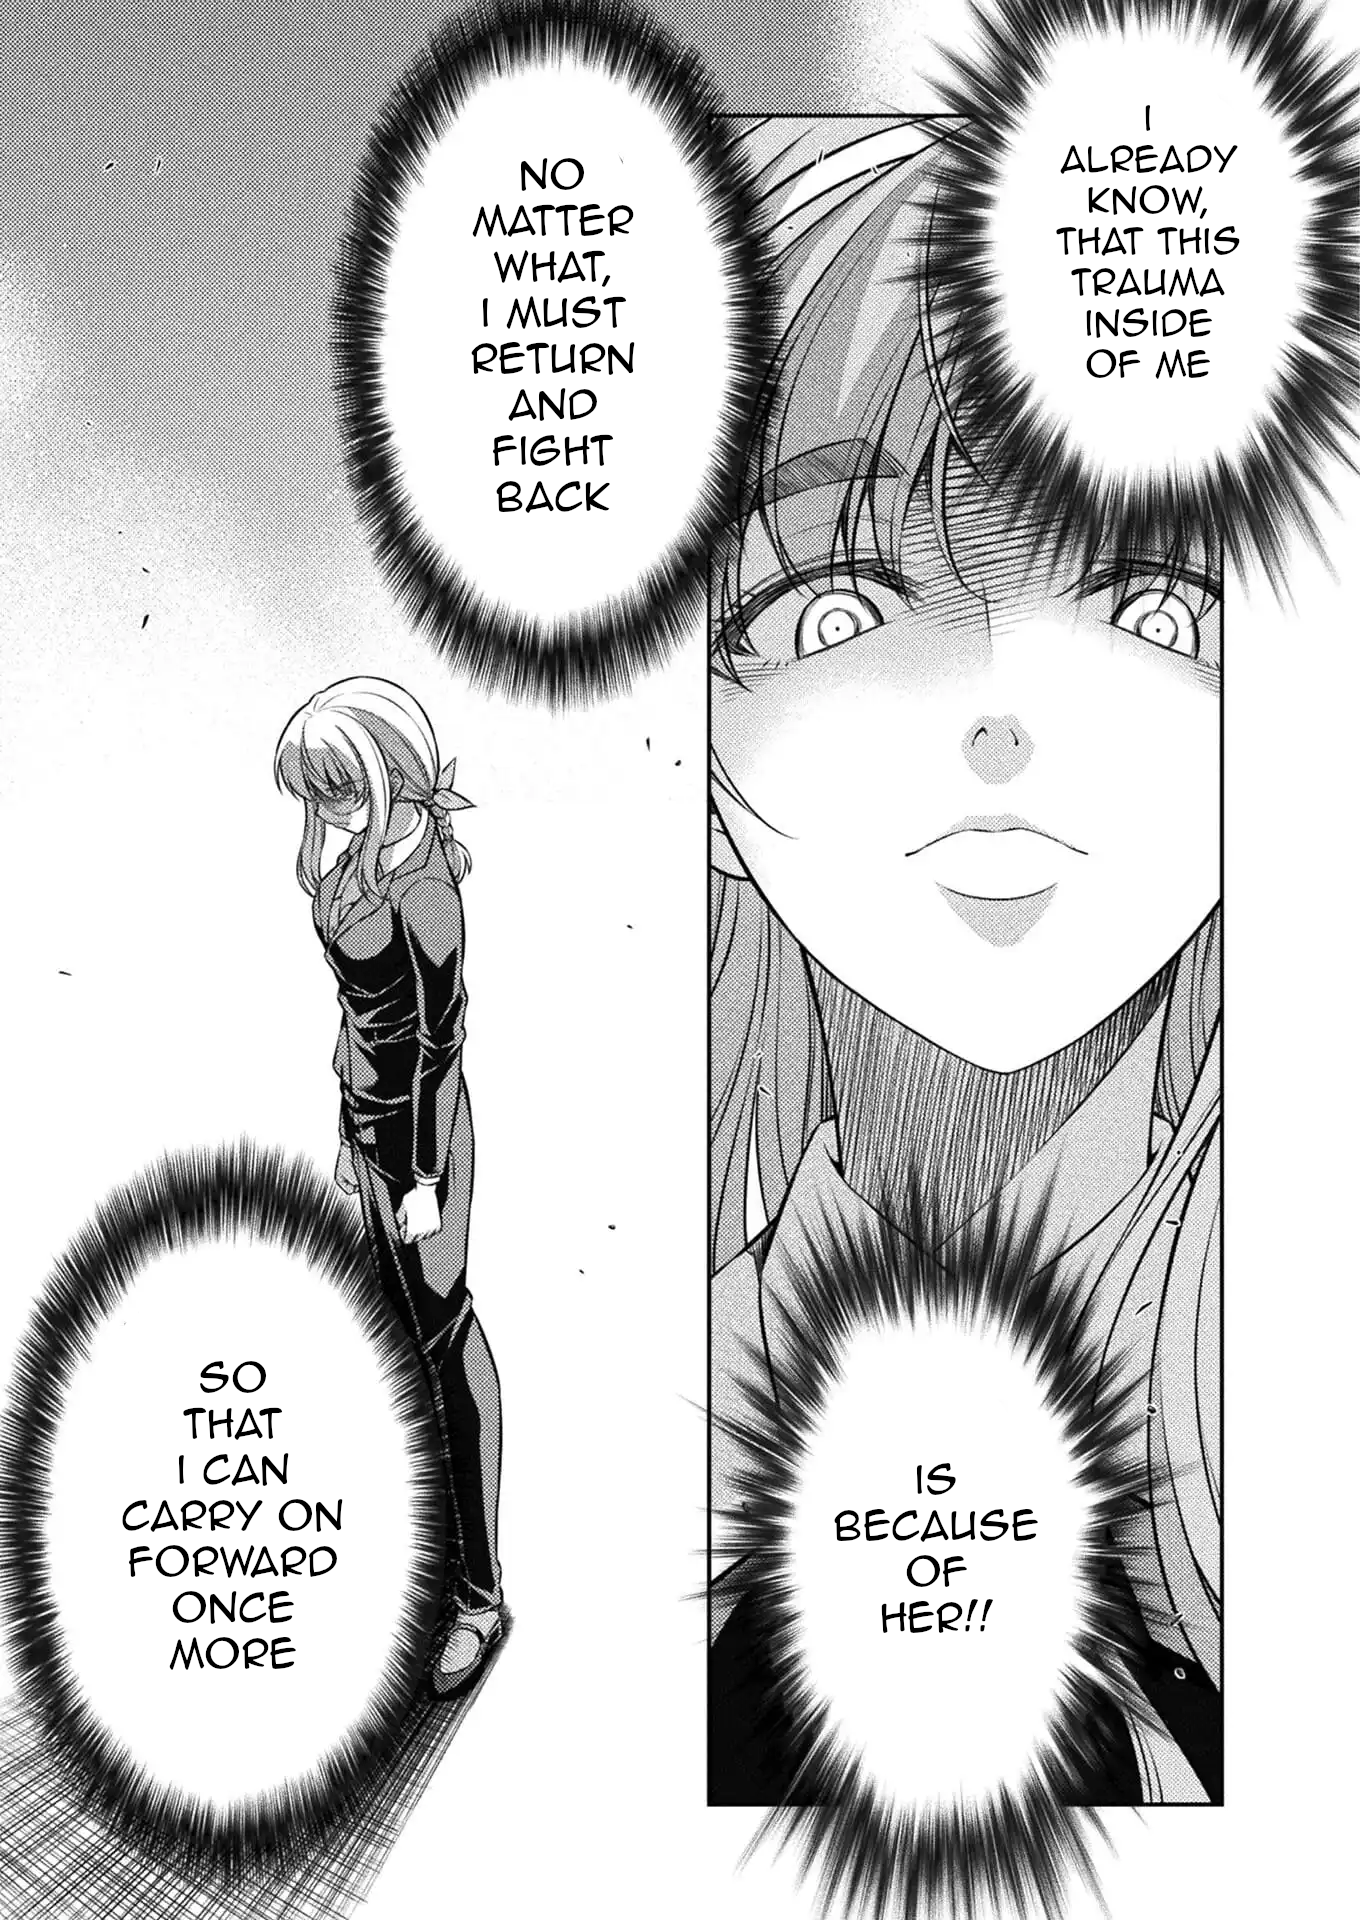 I
ALREADY
KNOW,
THAT THIS
TRAUMA
INSIDE
OF ME
IS
BECAUSE
OF
HER!!
NO
MATTER
WHAT,
I MUST
RETURN
AND
FIGHT
BACK
SO
THAT
I CAN
CARRY ON
FORWARD
ONCE
MORE